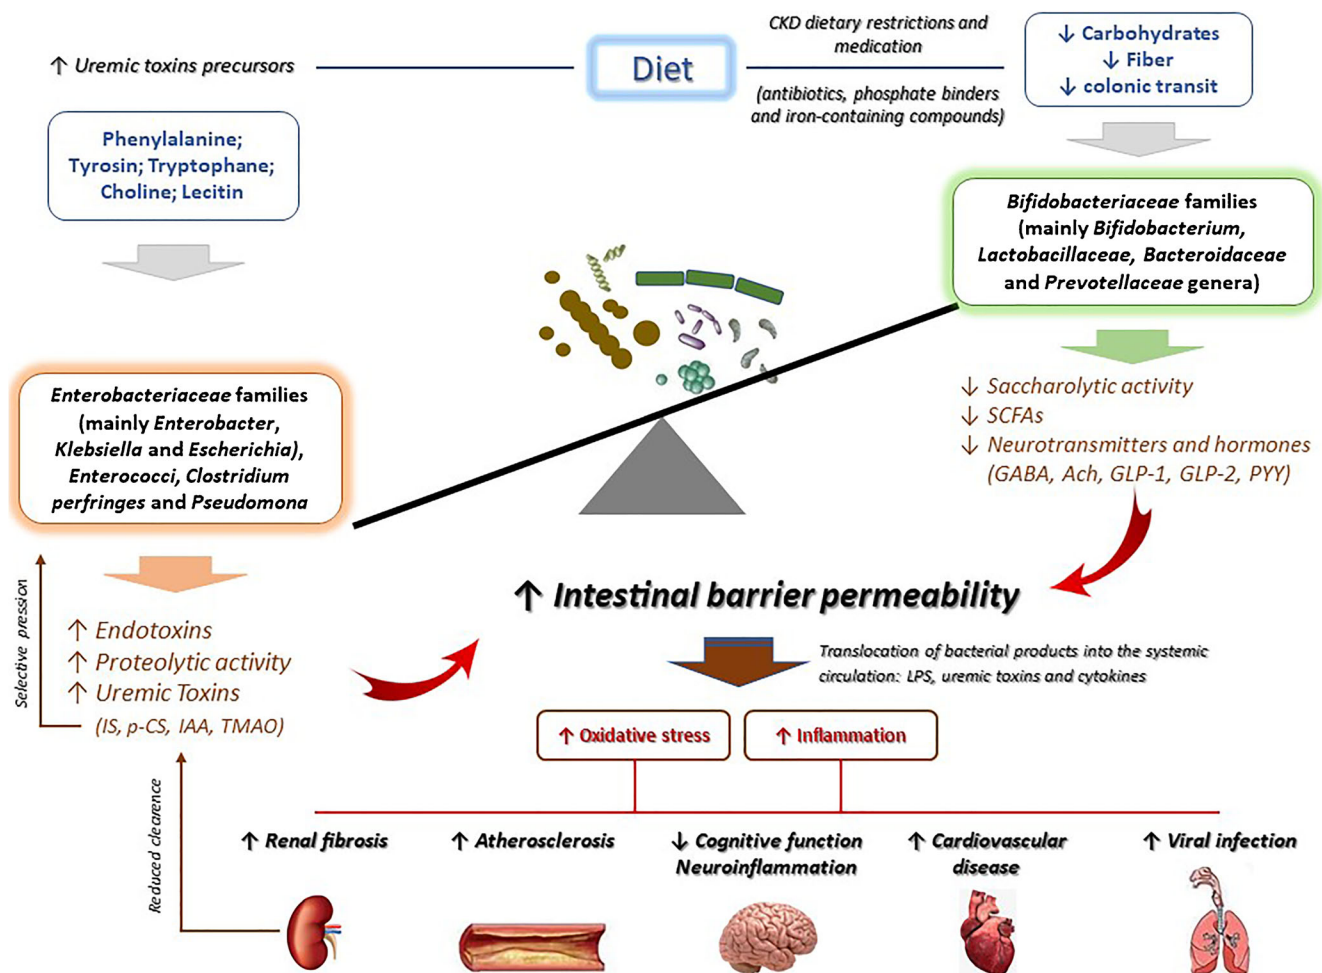 ↑ Uremic toxins precursors
Diet
CKD dietary restrictions and
medication
(antibiotics, phosphate binders
and iron-containing compounds)
↓ Carbohydrates
↓ Fiber
↓ colonic transit
Phenylalanine;
Tyrosin; Tryptophane;
Choline; Lecitin
Bifidobacteriaceae families
(mainly Bifidobacterium,
Lactobacillaceae, Bacteroidaceae
and Prevotellaceae genera)
Enterobacteriaceae families
(mainly Enterobacter,
Klebsiella and Escherichia),
Enterococi, Clostridium
perfringes and Pseudomona
↓ Saccharolytic activity
↓ SCFAs
↓ Neurotransmitters and hormones
(GABA, Ach, GLP-1, GLP-2, PYY)
Selective pression
↑ Endotoxins
↑ Proteolytic activity
↑ Uremic Toxins
(IS, p-CS, IAA, TMAO)
↑ Intestinal barrier permeability
Translocation of bacterial products into the systemic
circulation: LPS, uremic toxins and cytokines
↑ Oxidative stress
↑ Inflammation
Reduced clearence
↑ Renal fibrosis
↑ Atherosclerosis
↓ Cognitive function
Neuroinflammation
↑ Cardiovascular
disease
↑ Viral infection